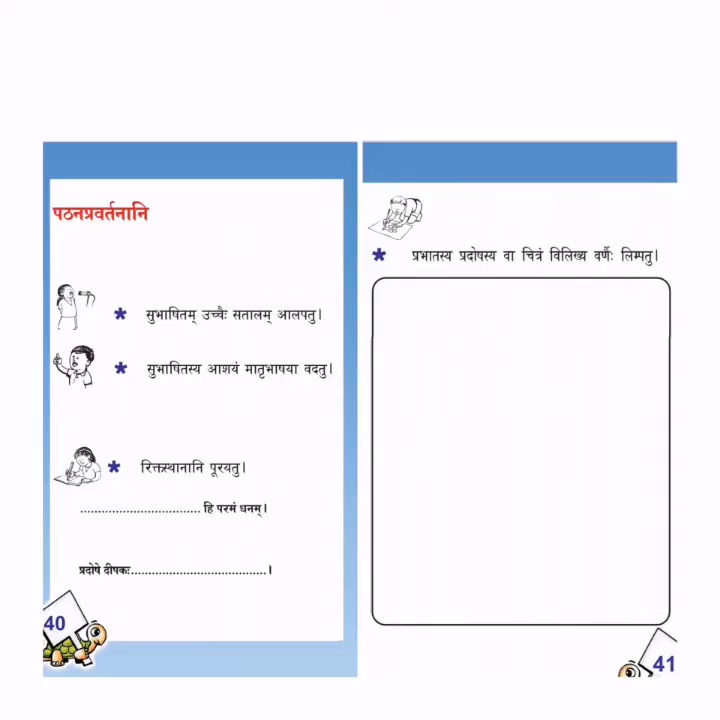 पठनप्रवर्तनानि
* सुभाषितम् उच्चैः सतालम् आलपतु।
* सुभाषितस्य आशयं मातृभाषया वदतु।
* रिक्तस्थानानि पूरयतु।
.................................. हि परमं धनम्।
प्रदोषे दीपकः......................................।
40
* प्रभातस्य प्रदोषस्य वा चित्रं विलिख्य वर्णैः लिम्पतु।
41